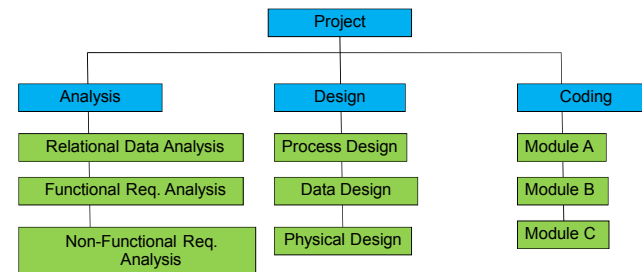 Project
Analysis
Design
Coding
Relational Data Analysis
Process Design
Module A
Functional Req. Analysis
Data Design
Module B
Non-Functional Req.
Analysis
Physical Design
Module C